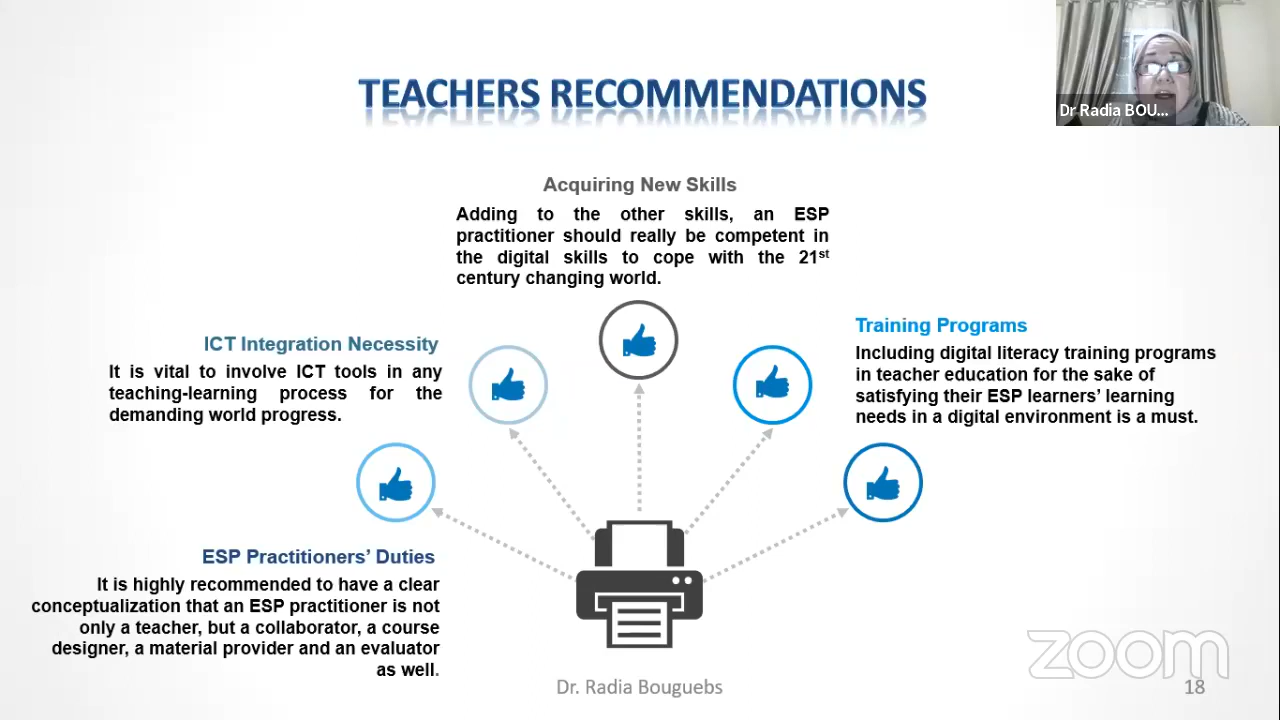 TEACHERS RECOMMENDATIONS
Dr Radia BOU...
Acquiring New Skills
Adding to the other skills, an ESP
practitioner should really be competent in
the digital skills to cope with the 21st
century changing world.
ICT Integration Necessity
It is vital to involve ICT tools in any
teaching-learning process for the
demanding world progress.
Training Programs
Including digital literacy training programs
in teacher education for the sake of
satisfying their ESP learners’ learning
needs in a digital environment is a must.
ESP Practitioners’ Duties
It is highly recommended to have a clear
conceptualization that an ESP practitioner is not
only a teacher, but a collaborator, a course
designer, a material provider and an evaluator
as well.
Dr. Radia Bouguebs
zoom
18